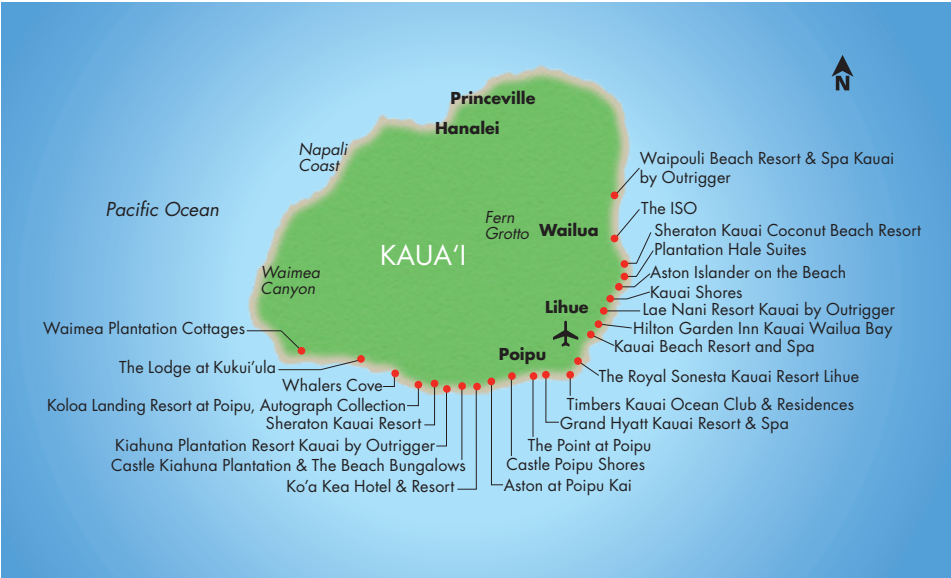 N
Princeville
Hanalei
Napali
Coast
Waipouli Beach Resort & Spa Kauai
by Outrigger
Pacific Ocean
The ISO
Fern
Grotto
Wailua
Sheraton Kauai Coconut Beach Resort
Plantation Hale Suites
KAUA‘I
Aston Islander on the Beach
Waimea
Canyon
Kauai Shores
Lihue
Lae Nani Resort Kauai by Outrigger
Hilton Garden Inn Kauai Wailua Bay
Waimea Plantation Cottages
Kauai Beach Resort and Spa
Poipu
The Lodge at Kukui’ula
The Royal Sonesta Kauai Resort Lihue
Whalers Cove
Koloa Landing Resort at Poipu, Autograph Collection
Timbers Kauai Ocean Club & Residences
Sheraton Kauai Resort
Grand Hyatt Kauai Resort & Spa
Kiahuna Plantation Resort Kauai by Outrigger
The Point at Poipu
Castle Kiahuna Plantation & The Beach Bungalows
Castle Poipu Shores
Ko’a Kea Hotel & Resort
Aston at Poipu Kai